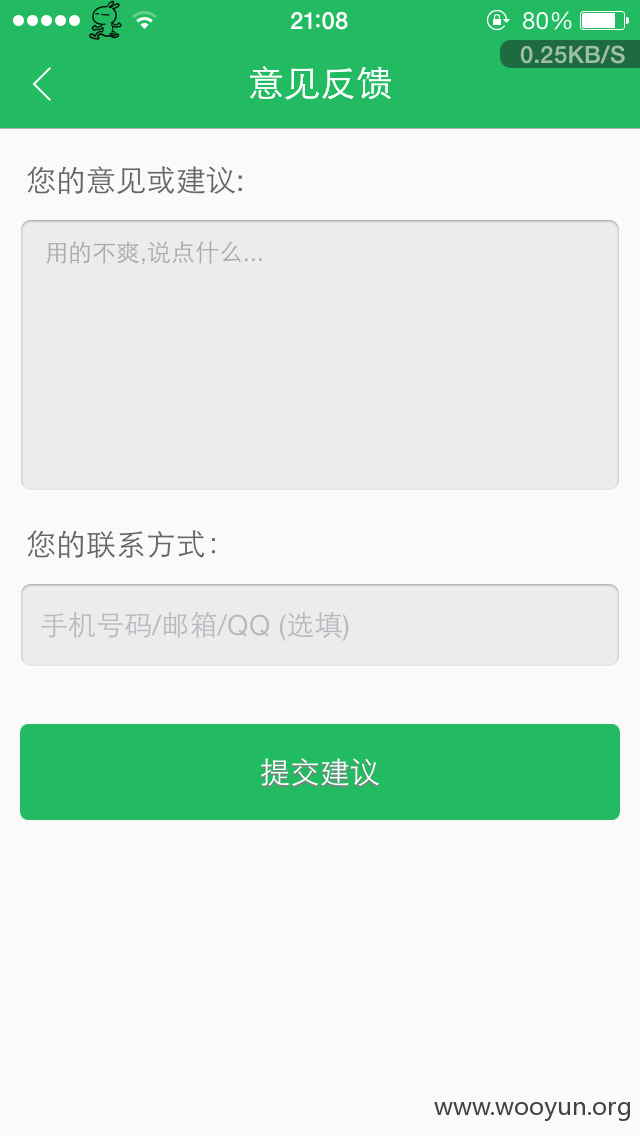 21:08
80%
0.25KB/S
意见反馈
您的意见或建议:
用的不爽,说点什么...
您的联系方式：
手机号码/邮箱/QQ (选填)
提交建议
www.wooyun.org